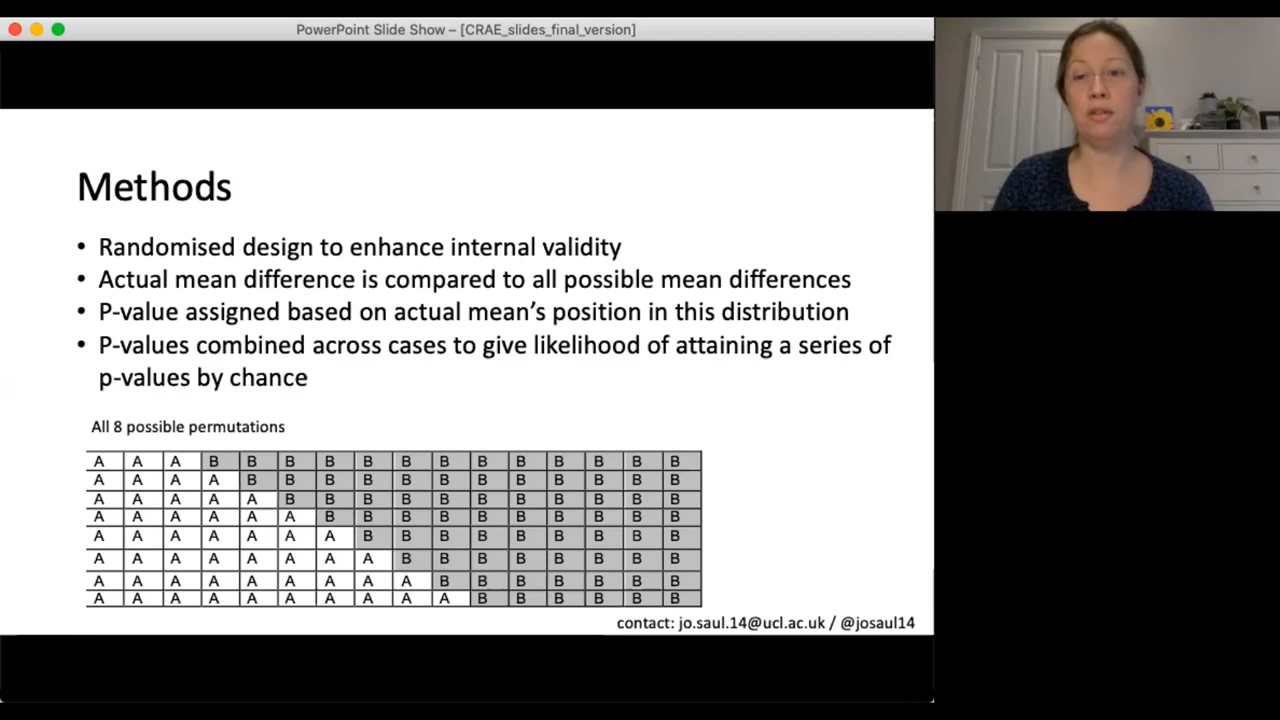 PowerPoint Slide Show – [CRAE_slides_final_version]
Methods
• Randomised design to enhance internal validity
• Actual mean difference is compared to all possible mean differences
• P-value assigned based on actual mean’s position in this distribution
• P-values combined across cases to give likelihood of attaining a series of
p-values by chance
All 8 possible permutations
A A A B B B B B B B B B B B B B
A A A A B B B B B B B B B B B B
A A A A A B B B B B B B B B B B
A A A A A A B B B B B B B B B B
A A A A A A A B B B B B B B B B
A A A A A A A A B B B B B B B B
A A A A A A A A A B B B B B B B
A A A A A A A A A A B B B B B B
contact: jo.saul.14@ucl.ac.uk / @josaul14